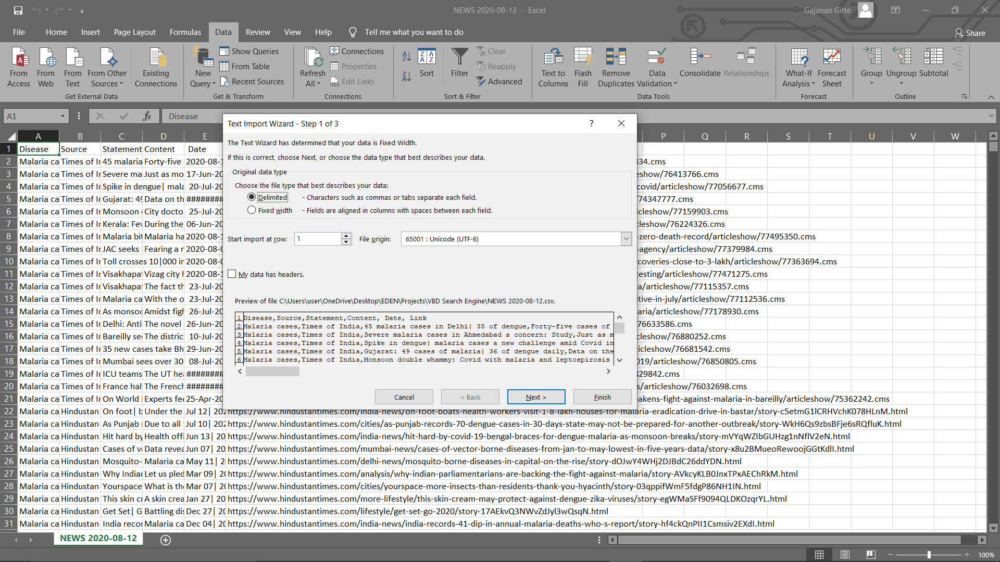 NEWS 2020-08-12 - Excel
Gajanan Gitte
File Home Insert Page Layout Formulas Data Review View Help Tell me what you want to do Share
From Access
From Web
From Text
From Other Sources
Existing Connections
Get External Data
New Query
Show Queries
From Table
Recent Sources
Get & Transform
Refresh All
Connections
Properties
Edit Links
Connections
Sort
Filter
Clear
Reapply
Advanced
Sort & Filter
Text to Columns
Flash Fill
Remove Duplicates
Data Validation
Consolidate
Relationships
Data Tools
What-If Analysis
Forecast Sheet
Forecast
Group
Ungroup
Subtotal
Outline
A1 fx Disease
Text Import Wizard - Step 1 of 3 ?
The Text Wizard has determined that your data is Fixed Width.
If this is correct, choose Next, or choose the data type that best describes your data.
Original data type
Choose the file type that best describes your data:
Delimited - Characters such as commas or tabs separate each field.
Fixed width - Fields are aligned in columns with spaces between each field.
Start import at row: 1 File origin: 65001 : Unicode (UTF-8)
My data has headers.
Preview of file C:\Users\user\OneDrive\Desktop\EDEN\Projects\VBD Search Engine\NEWS 2020-08-12.csv.
1 Disease,Source,Statement,Content, Date, Link
2 Malaria cases,Times of India,45 malaria cases in Delhi| 35 of dengue,Forty-five cases of
3 Malaria cases,Times of India,Severe malaria cases in Ahmedabad a concern: Study,Just as m
4 Malaria cases,Times of India,Spike in dengue| malaria cases a new challenge amid Covid in
5 Malaria cases,Times of India,Gujarat: 49 cases of malaria| 36 of dengue daily,Data on the
6 Malaria cases,Times of India,Monsoon double whammy: Covid with malaria and leptospirosis
Cancel < Back Next > Finish
A B C D E P Q R S T U V W
1 Disease Source Statement Content Date
2 Malaria ca Times of Ir 45 malaria Forty-five 2020-08-1 334.cms
3 Malaria ca Times of Ir Severe ma Just as mo 17-Jun-20 eshow/76413766.cms
4 Malaria ca Times of Ir Spike in dengue| mala 20-Jul-20 covid/articleshow/77056677.cms
5 Malaria ca Times of Ir Gujarat: 49 Data on th ######## /74347777.cms
6 Malaria ca Times of Ir Monsoon City docto 25-Jul-20 icleshow/77159903.cms
7 Malaria ca Times of Ir Kerala: Fev During the 06-Jun-20 cleshow/76224326.cms
8 Malaria ca Times of Ir Malaria bit Malaria ha 2020-08-1 -zero-death-record/articleshow/77495350.cms
9 Malaria ca Times of Ir JAC seeks Fearing a r 2020-08-0 -agency/articleshow/77379984.cms
10 Malaria ca Times of Ir Toll crosses 10|000 in 2020-08-0 coveries-close-to-3-lakh/articleshow/77363694.cms
11 Malaria ca Times of Ir Visakhapat Vizag city h 2020-08-1 testing/articleshow/77471275.cms
12 Malaria ca Times of Ir Visakhapat The fact th 23-Jul-20 a/articleshow/77115357.cms
13 Malaria ca Times of Ir Malaria ca With the o 23-Jul-20 itive-in-july/articleshow/77112536.cms
14 Malaria ca Times of Ir As monsoo Amidst figh 26-Jul-20 aria/articleshow/77178930.cms
15 Malaria ca Times of Ir Delhi: Anti The novel 26-Jun-20 /76633586.cms
16 Malaria ca Times of Ir Bareilly see The district 10-Jul-20 cleshow/76880252.cms
17 Malaria ca Times of Ir 35 new cases take Bh 29-Jun-20 ticleshow/76681542.cms
18 Malaria ca Times of Ir Mumbai sees over 30 08-Jul-20 019/articleshow/76850805.cms
19 Malaria ca Times of Ir ICU teams The UT hea ######## 329842.cms
20 Malaria ca Times of Ir France hal The French ######## s/articleshow/76032698.cms
21 Malaria ca Times of Ir On World Experts fee 25-Apr-20 akens-fight-against-malaria-in-bareilly/articleshow/75362242.cms
22 Malaria ca Hindustan On foot| b Under the Jul 12| 202 https://www.hindustantimes.com/india-news/on-foot-boats-health-workers-visit-1-8-lakh-houses-for-malaria-eradication-drive-in-bastar/story-c5etmG1lCRHVchK078HLnM.html
23 Malaria ca Hindustan As Punjab Due to all Jul 10| 202 https://www.hindustantimes.com/cities/as-punjab-records-70-dengue-cases-in-30-days-state-may-not-be-prepared-for-another-outbreak/story-WkH6Qs9zbsBFje6sRQfluK.html
24 Malaria ca Hindustan Hit hard by Health offi Jun 13| 20 https://www.hindustantimes.com/india-news/hit-hard-by-covid-19-bengal-braces-for-dengue-malaria-as-monsoon-breaks/story-mVYqWZIbGUHzg1nNflV2eN.html
25 Malaria ca Hindustan Cases of ve Data revea Jun 07| 20 https://www.hindustantimes.com/mumbai-news/cases-of-vector-borne-diseases-from-jan-to-may-lowest-in-five-years-data/story-x8u2BMueoRewoojGGtKdlI.html
26 Malaria ca Hindustan Mosquito- Malaria ca May 11| 2 https://www.hindustantimes.com/delhi-news/mosquito-borne-diseases-in-capital-on-the-rise/story-dOJwY4WHj2DJBdC26ddYDN.html
27 Malaria ca Hindustan Why Indian Let us pled Mar 09| 20 https://www.hindustantimes.com/analysis/why-indian-parliamentarians-are-backing-the-fight-against-malaria/story-AVkcyKLB0JnxTPxAEChRkM.html
28 Malaria ca Hindustan Yourspace What is the Mar 07| 20 https://www.hindustantimes.com/cities/yourspace-more-insects-than-residents-thank-you-hyacinth/story-03qppifWmF5fdgP86NH1IN.html
29 Malaria ca Hindustan This skin cr A skin crea Jan 27| 20 https://www.hindustantimes.com/more-lifestyle/this-skin-cream-may-protect-against-dengue-zika-viruses/story-egWMaSFf9094QLDKOzqrYL.html
30 Malaria ca Hindustan Get Set| G Battling dis Dec 27| 20 https://www.hindustantimes.com/lifestyle/get-set-go-2020/story-17AEkvQ3NWvZdJyl3wQsqN.html
31 Malaria ca Hindustan India recor Malaria ca Dec 04| 20 https://www.hindustantimes.com/india-news/india-records-41-dip-in-annual-malaria-deaths-who-s-report/story-hf4ckQnPII1Csmsiv2EXdI.html
NEWS 2020-08-12
100%